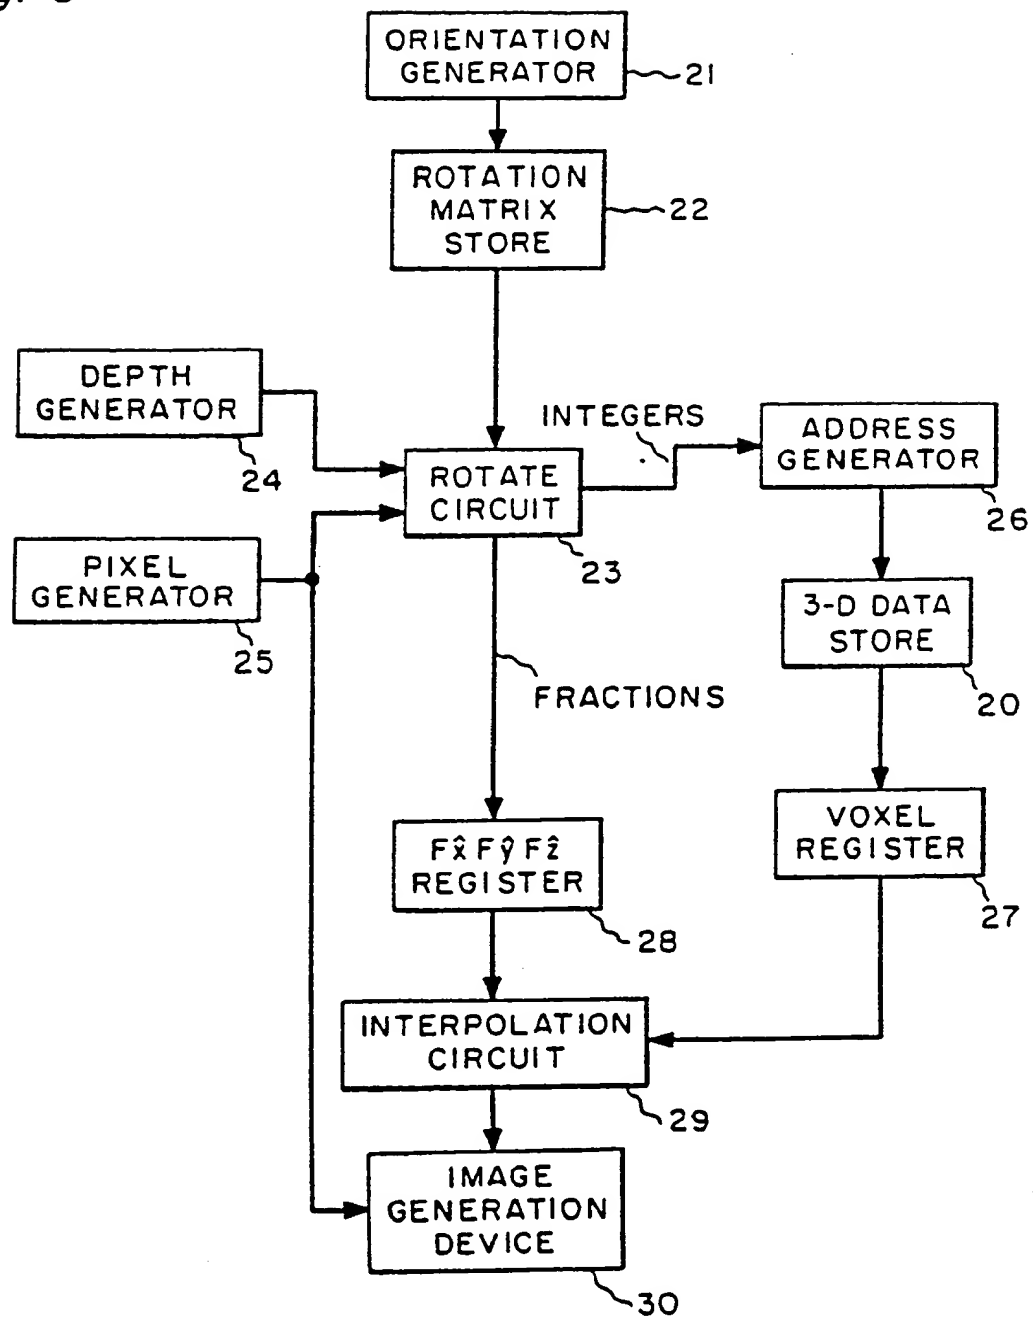 ORIENTATION
GENERATOR
21
ROTATION
MATRIX
STORE
22
DEPTH
GENERATOR
24
INTEGERS
ADDRESS
GENERATOR
26
ROTATE
CIRCUIT
23
PIXEL
GENERATOR
25
3-D DATA
STORE
20
FRACTIONS
VOXEL
REGISTER
27
Fx̂ Fŷ Fẑ
REGISTER
28
INTERPOLATION
CIRCUIT
29
IMAGE
GENERATION
DEVICE
30